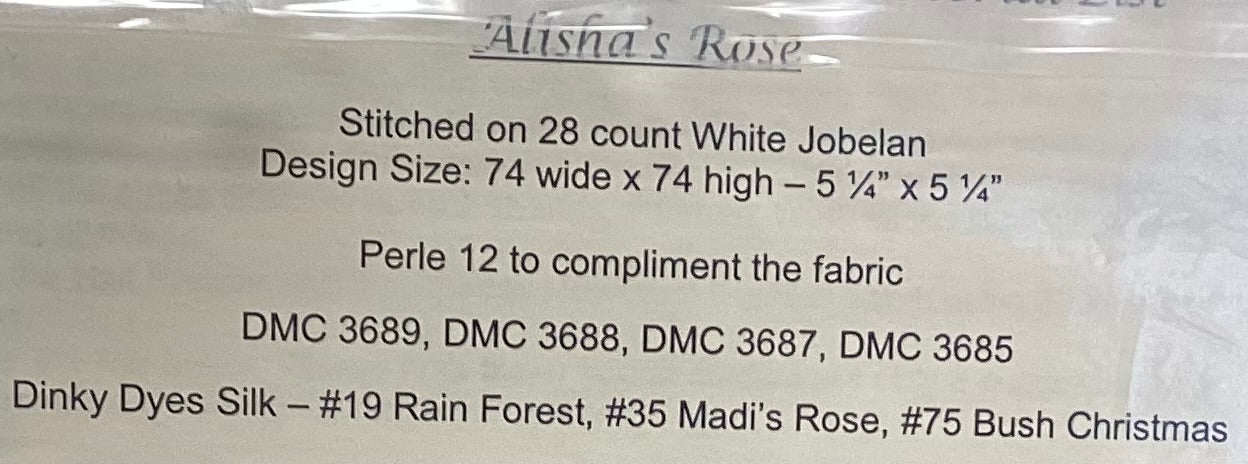 Alisha's Rose
Stitched on 28 count White Jobelan
Design Size: 74 wide x 74 high – 5 ¼” x 5 ¼”
Perle 12 to compliment the fabric
DMC 3689, DMC 3688, DMC 3687, DMC 3685
Dinky Dyes Silk – #19 Rain Forest, #35 Madi's Rose, #75 Bush Christmas